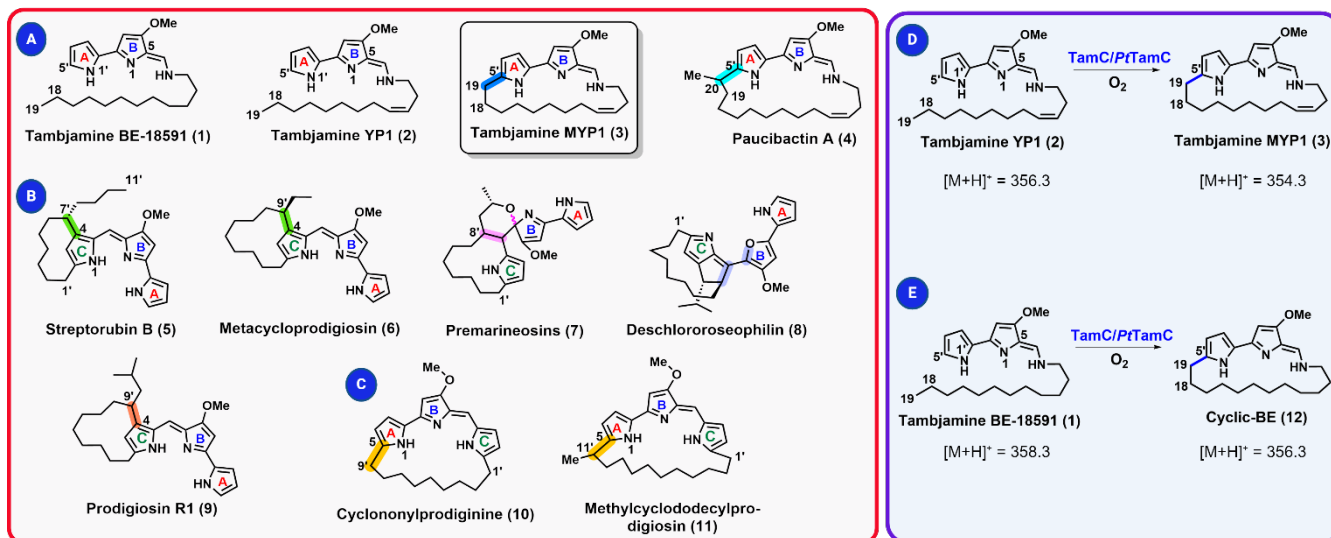 A
OMe
A
B
5
5'
N
H
1'
N
1
HN
18
19
Tambjamine BE-18591 (1)
OMe
B
5
5'
N
H
1'
N
1
HN
18
19
Tambjamine YP1 (2)
OMe
5'
A
B
19
N
H
N
HN
18
Tambjamine MYP1 (3)
OMe
A
B
5'
Me
N
H
N
HN
20
19
Paucibactin A (4)
B
11'
7'
4
OMe
C
NH
1
N
B
1'
HN
A
Streptorubin B (5)
9'
4
OMe
C
NH
N
B
HN
A
Metacycloprodigiosin (6)
HN
A
O
N
B
8'
OMe
HN
C
1'
Premarineosins (7)
HN
A
1'
N
C
O
B
OMe
Deschlororoseophilin (8)
9'
4
OMe
C
NH
N
B
HN
A
Prodigiosin R1 (9)
C
O
Me
B
A
5
NH
1
N
HN
C
9'
1'
Cyclononylprodiginine (10)
MeO
B
A
5
NH
1
N
HN
C
11'
Me
1'
Methylcyclododecylpro-
digiosin (11)
D
OMe
5
1'
5'
N
H
N
1
HN
18
19
Tambjamine YP1 (2)
[M+H]+ = 356.3
TamC/PtTamC
O2
OMe
5'
19
N
H
N
HN
18
Tambjamine MYP1 (3)
[M+H]+ = 354.3
E
OMe
5
1'
5'
N
H
N
1
HN
18
19
Tambjamine BE-18591 (1)
[M+H]+ = 358.3
TamC/PtTamC
O2
OMe
5'
19
N
H
N
HN
18
Cyclic-BE (12)
[M+H]+ = 356.3